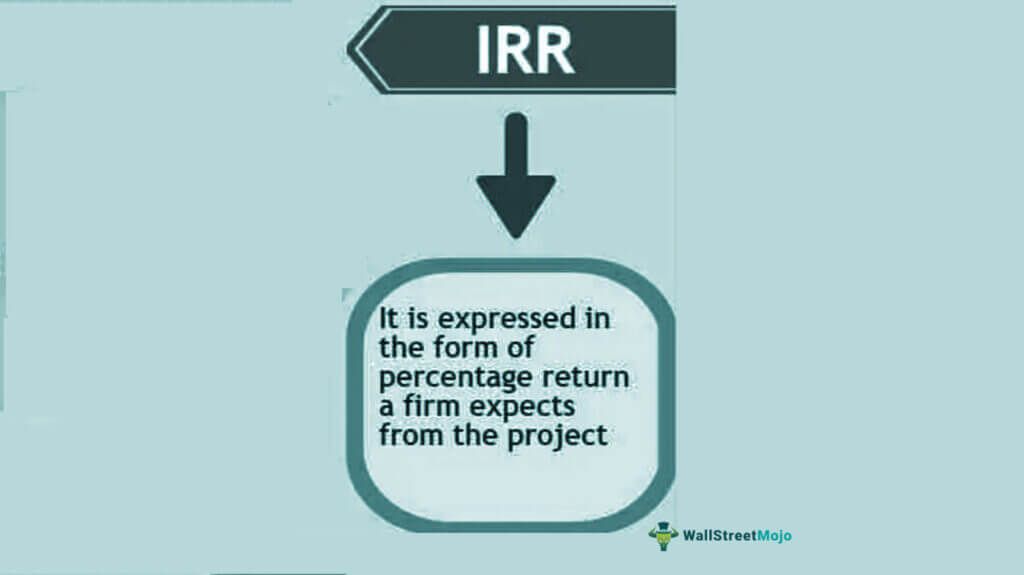 IRR
It is expressed in
the form of
percentage return
a firm expects
from the project
WallStreetMojo